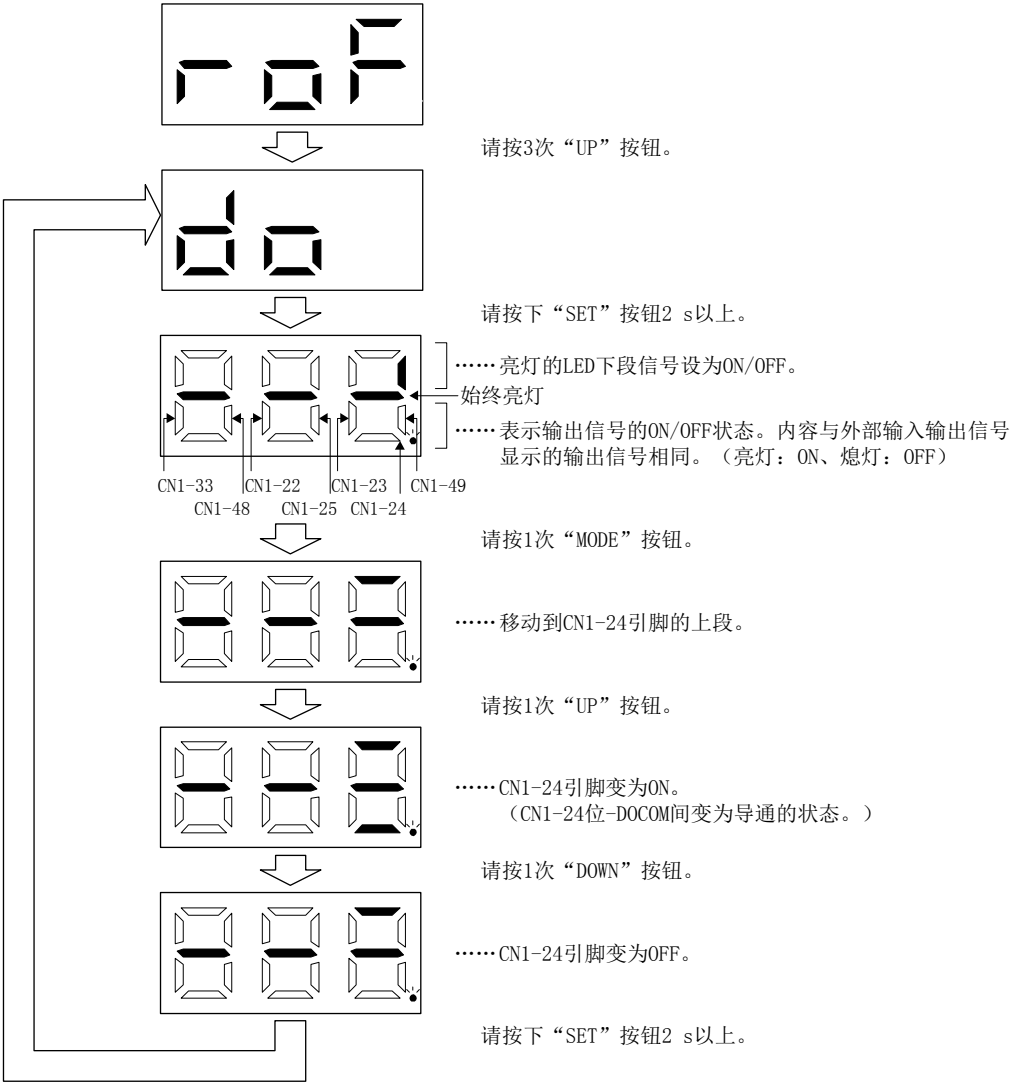 roF
请按3次“UP”按钮。
do
请按下“SET”按钮2 s以上。
……亮灯的LED下段信号设为ON/OFF。
始终亮灯
……表示输出信号的ON/OFF状态。内容与外部输入输出信号
显示的输出信号相同。（亮灯：ON、熄灯：OFF）
CN1-33 CN1-22 CN1-23 CN1-49
CN1-48 CN1-25 CN1-24
请按1次“MODE”按钮。
……移动到CN1-24引脚的上段。
请按1次“UP”按钮。
……CN1-24引脚变为ON。
（CN1-24位-DOCOM间变为导通的状态。）
请按1次“DOWN”按钮。
……CN1-24引脚变为OFF。
请按下“SET”按钮2 s以上。